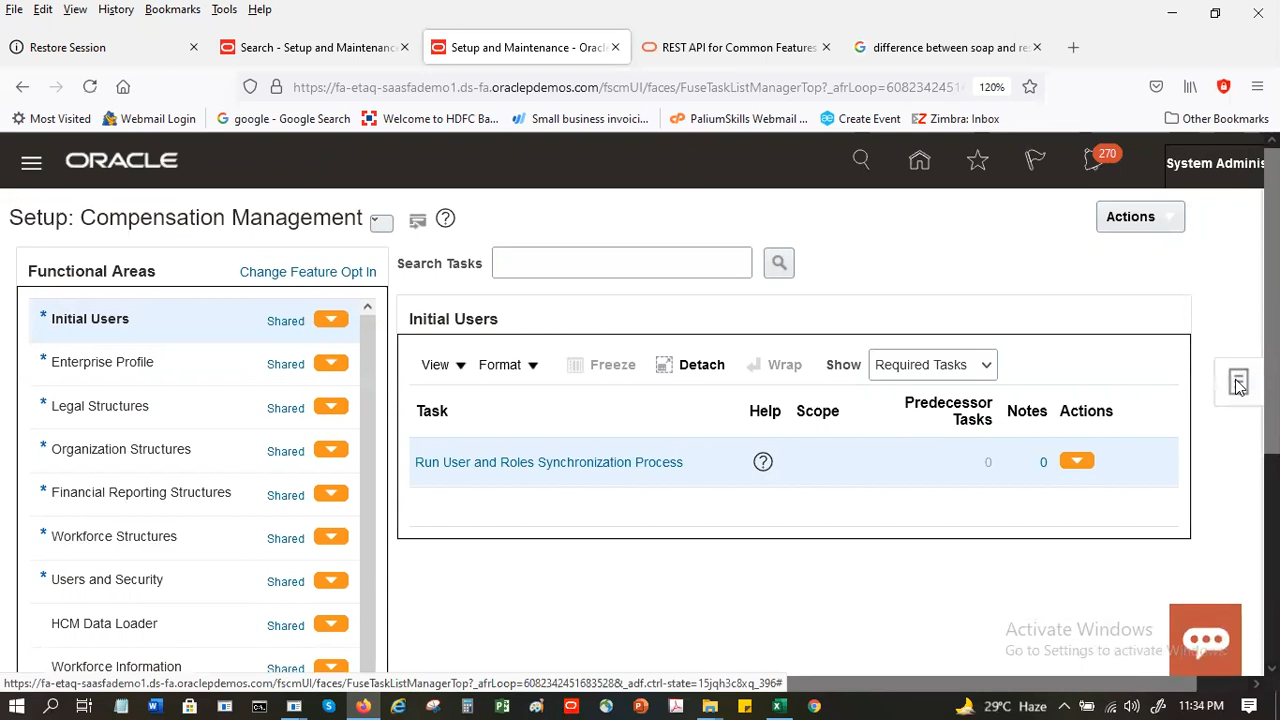 File Edit View History Bookmarks Tools Help
Restore Session × Search - Setup and Maintenance × Setup and Maintenance - Oracl × REST API for Common Features × difference between soap and re ×
https://fa-etaq-saasfademo1.ds-fa.oraclepdemos.com/fscmUI/faces/FuseTaskListManagerTop?_afrLoop=6082342451 120%
Most Visited Webmail Login google - Google Search Welcome to HDFC Ba... Small business invoici... PaliumSkills Webmail ... Create Event Zimbra: Inbox Other Bookmarks
ORACLE 270 System Adminis
Setup: Compensation Management Actions
Functional Areas Change Feature Opt In
Search Tasks
* Initial Users Shared
* Enterprise Profile Shared
* Legal Structures Shared
* Organization Structures Shared
* Financial Reporting Structures Shared
* Workforce Structures Shared
* Users and Security Shared
HCM Data Loader Shared
Workforce Information Shared
Initial Users
View Format Freeze Detach Wrap Show Required Tasks
Task Help Scope Predecessor Tasks Notes Actions
Run User and Roles Synchronization Process 0 0
Activate Windows
Go to Settings to activate Windows.
https://fa-etaq-saasfademo1.ds-fa.oraclepdemos.com/fscmUI/faces/FuseTaskListManagerTop?_afrLoop=6082342451683528&_adf.ctrl-state=15jqh3c8xq_396#
29°C Haze 11:34 PM